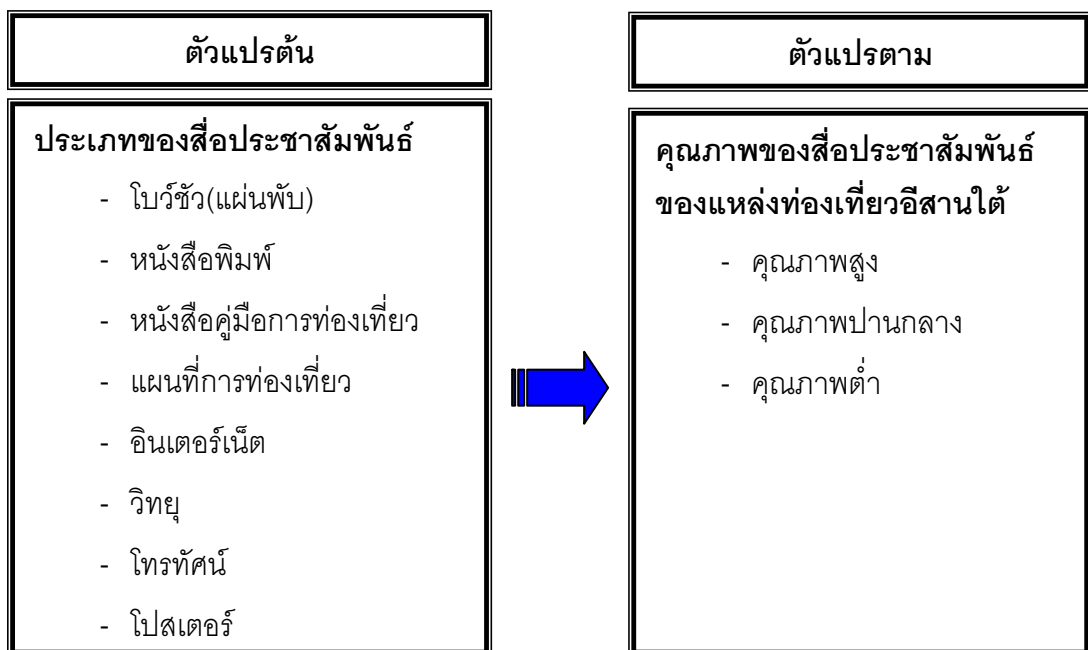 ตัวแปรต้น
ประเภทของสื่อประชาสัมพันธ์
- โบว์ชัว(แผ่นพับ)
- หนังสือพิมพ์
- หนังสือคู่มือการท่องเที่ยว
- แผนที่การท่องเที่ยว
- อินเตอร์เน็ต
- วิทยุ
- โทรทัศน์
- โปสเตอร์
ตัวแปรตาม
คุณภาพของสื่อประชาสัมพันธ์
ของแหล่งท่องเที่ยวอีสานใต้
- คุณภาพสูง
- คุณภาพปานกลาง
- คุณภาพต่ำ